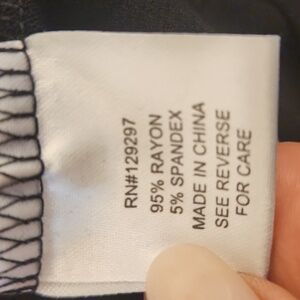 RN#129297
95% RAYON
5% SPANDEX
MADE IN CHINA
SEE REVERSE
FOR CARE